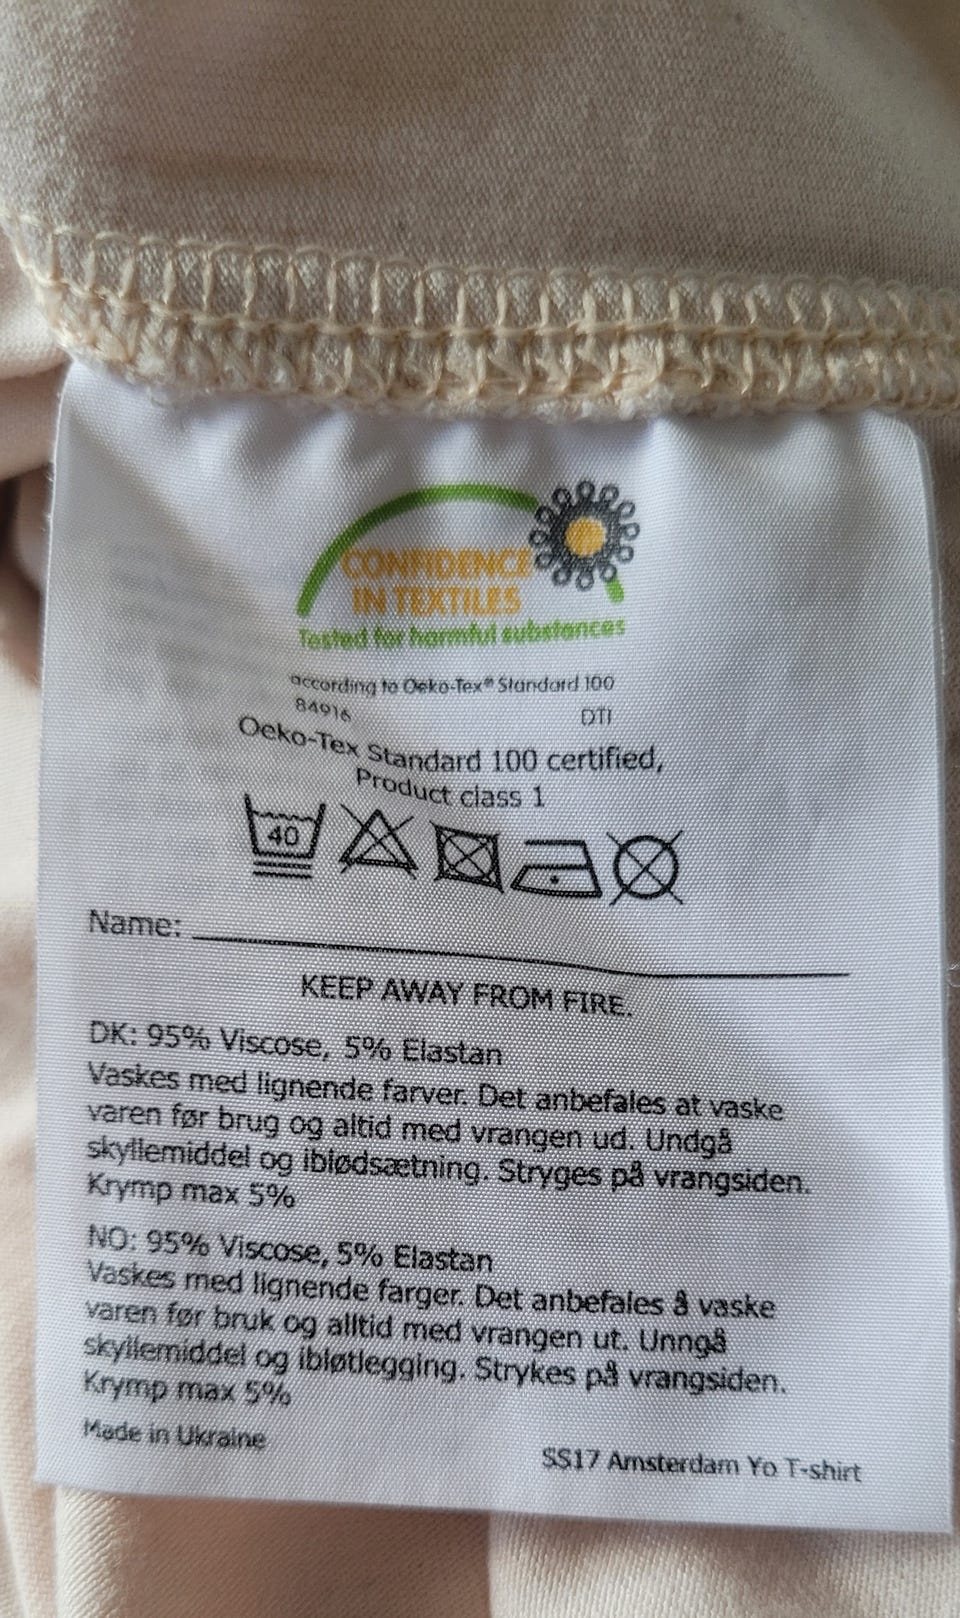 CONFIDENCE
IN TEXTILES
Tested for harmful substances
according to Oeko-Tex® Standard 100
84916 DTI
Oeko-Tex Standard 100 certified,
Product class 1
40
Name:
KEEP AWAY FROM FIRE.
DK: 95% Viscose, 5% Elastan
Vaskes med lignende farver. Det anbefales at vaske
varen før brug og altid med vrangen ud. Undgå
skyllemiddel og iblødsætning. Stryges på vrangsiden.
Krymp max 5%
NO: 95% Viscose, 5% Elastan
Vaskes med lignende farger. Det anbefales å vaske
varen før bruk og alltid med vrangen ut. Unngå
skyllemiddel og ibløtlegging. Strykes på vrangsiden.
Krymp max 5%
Made in Ukraine
SS17 Amsterdam Yo T-shirt